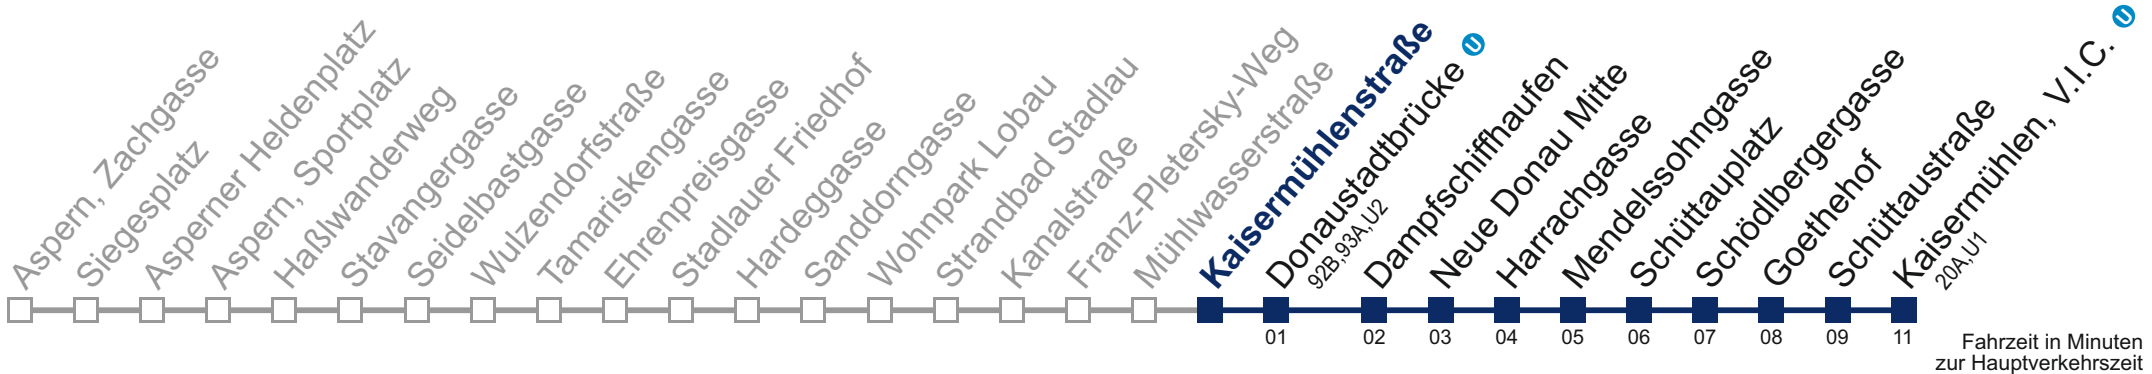 Aspern, Zachgasse
Siegesplatz
Asperner Heldenplatz
Aspern, Sportplatz
Haßlwanderweg
Stavangergasse
Seidelbastgasse
Wulzendorfstraße
Tamariskengasse
Ehrenpreisgasse
Stadlauer Friedhof
Hardeggasse
Sanddorngasse
Wohnpark Lobau
Strandbad Stadlau
Kanalstraße
Franz-Pletersky-Weg
Mühlwasserstraße
Kaisermühlenstraße
Donaustadtbrücke U
92B,93A,U2
Dampfschiffhaufen
Neue Donau Mitte
Harrachgasse
Mendelssohngasse
Schüttauplatz
Schödlbergergasse
Goethehof
Schüttaustraße
Kaisermühlen, V.I.C. U
20A,U1
01 02 03 04 05 06 07 08 09 11
Fahrzeit in Minuten
zur Hauptverkehrszeit